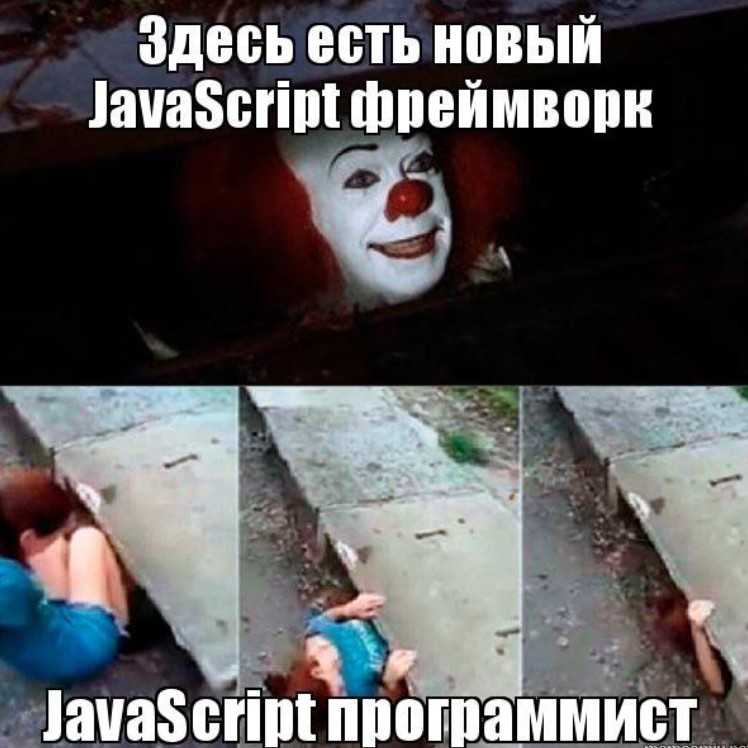 Здесь есть новый
JavaScript фреймворк
JavaScript программист